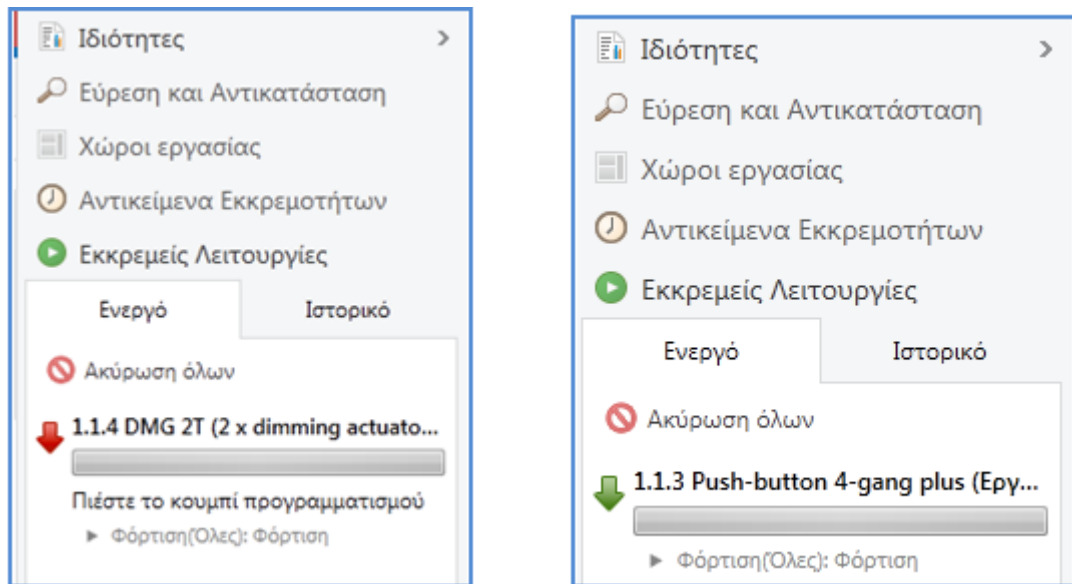 Ιδιότητες
Εύρεση και Αντικατάσταση
Χώροι εργασίας
Αντικείμενα Εκκρεμοτήτων
Εκκρεμείς Λειτουργίες
Ενεργό Ιστορικό
Ακύρωση όλων
1.1.4 DMG 2T (2 x dimming actuato...
Πιέστε το κουμπί προγραμματισμού
Φόρτιση(Όλες): Φόρτιση
Ιδιότητες
Εύρεση και Αντικατάσταση
Χώροι εργασίας
Αντικείμενα Εκκρεμοτήτων
Εκκρεμείς Λειτουργίες
Ενεργό Ιστορικό
Ακύρωση όλων
1.1.3 Push-button 4-gang plus (Εργ...
Φόρτιση(Όλες): Φόρτιση